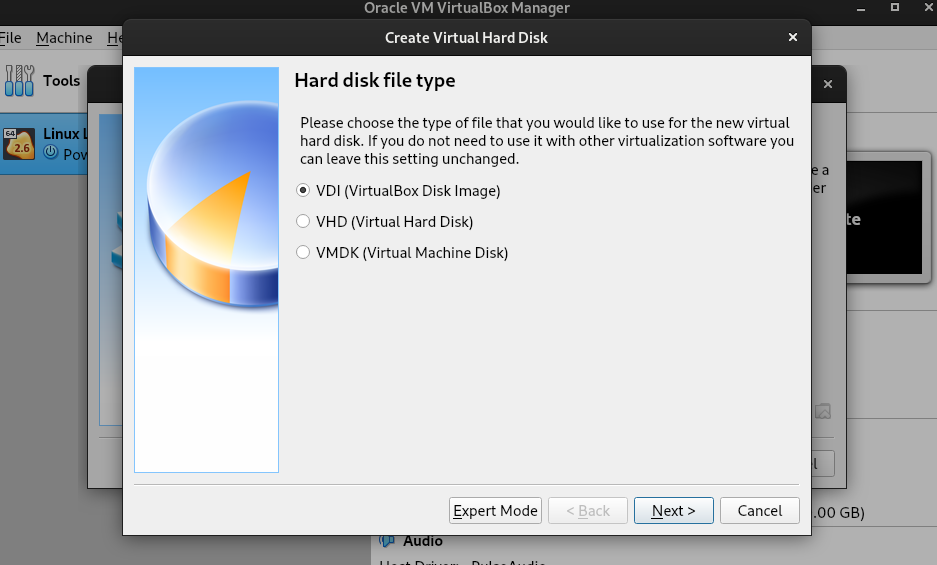 Oracle VM VirtualBox Manager
File Machine He
Create Virtual Hard Disk
Tools
64
2.6
Linux L
Pow
Hard disk file type
Please choose the type of file that you would like to use for the new virtual
hard disk. If you do not need to use it with other virtualization software you
can leave this setting unchanged.
VDI (VirtualBox Disk Image)
VHD (Virtual Hard Disk)
VMDK (Virtual Machine Disk)
e a
er
te
Expert Mode
< Back
Next >
Cancel
el
.00 GB)
Audio
Host Driver: PulseAudio